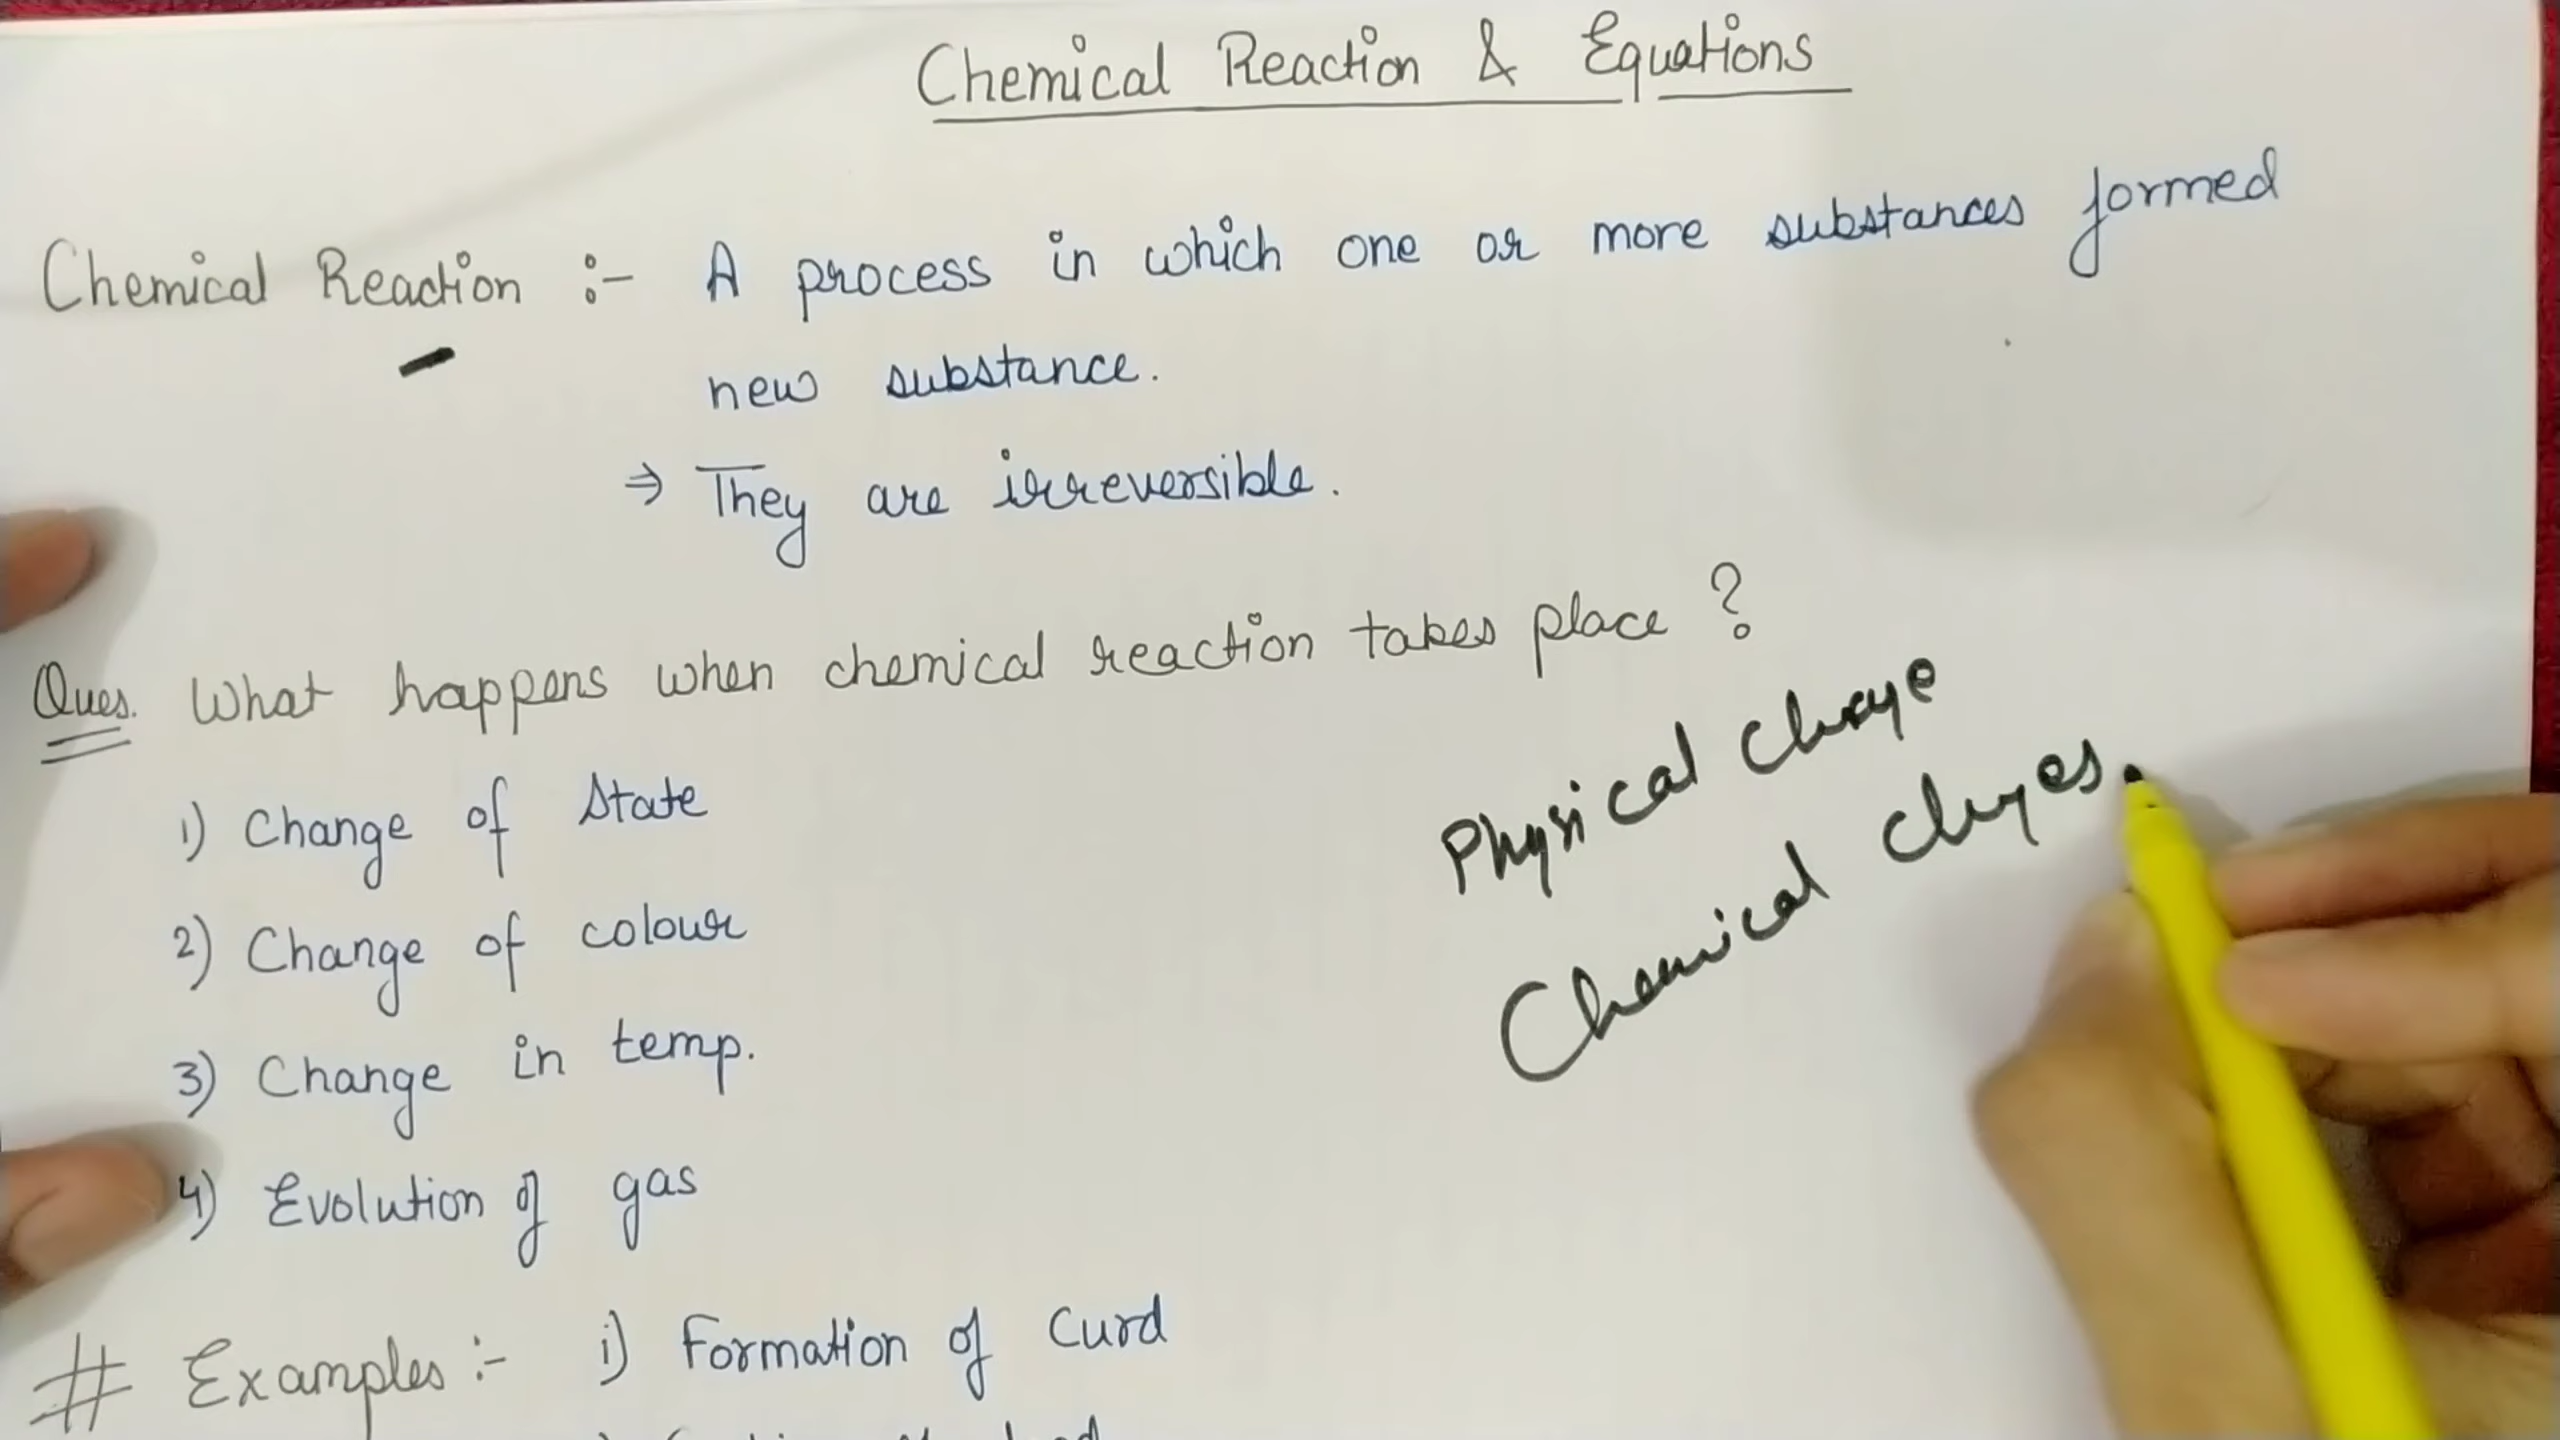 Chemical Reaction & Equations
Chemical Reaction :- A process in which one or more substances formed
new substance.
⇒ They are irreversible.
Ques. What happens when chemical reaction takes place ?
Physical change
Chemical changes
1) Change of state
2) Change of colour
3) Change in temp.
4) Evolution of gas
# Examples :- i) Formation of Curd